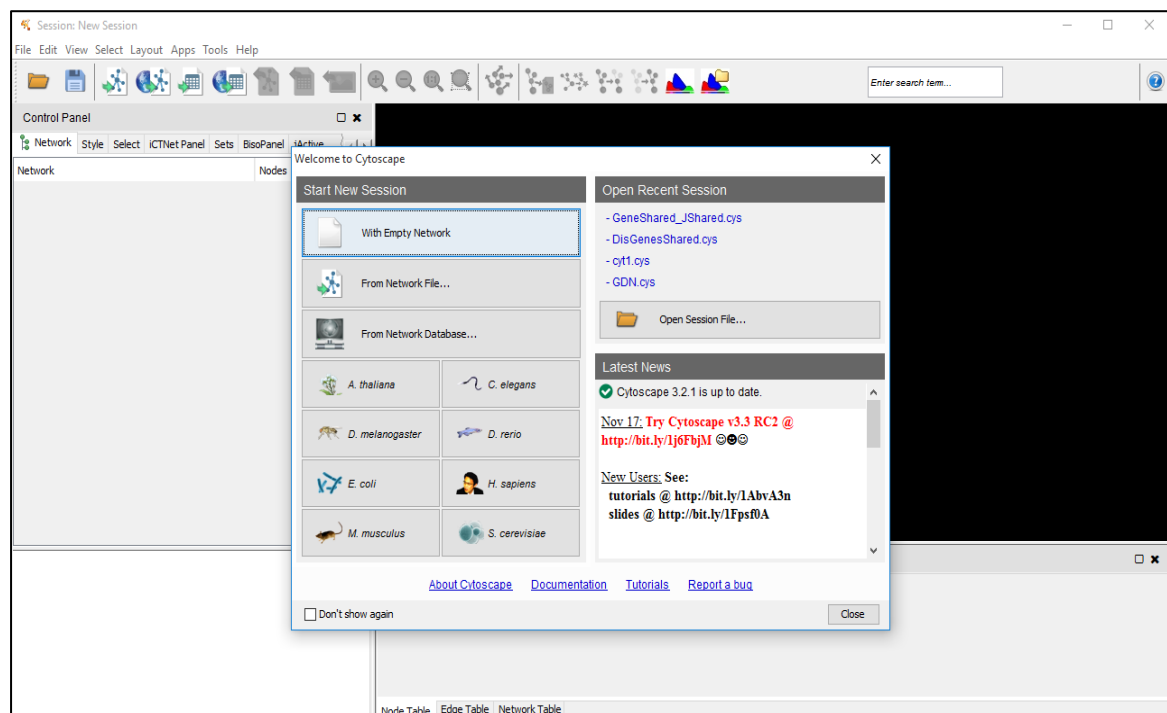 Session: New Session
File Edit View Select Layout Apps Tools Help
Enter search tem...
Control Panel
Network Style Select iCTNet Panel Sets BisoPanel jActive
Network Nodes
Welcome to Cytoscape
Start New Session
With Empty Network
From Network File...
From Network Database...
A. thaliana
C. elegans
D. melanogaster
D. rerio
E. coli
H. sapiens
M. musculus
S. cerevisiae
Open Recent Session
- GeneShared_JShared.cys
- DisGenesShared.cys
- cyt1.cys
- GDN.cys
Open Session File...
Latest News
Cytoscape 3.2.1 is up to date.
Nov 17: Try Cytoscape v3.3 RC2 @
http://bit.ly/1j6FbjM
New Users: See:
tutorials @ http://bit.ly/1AbvA3n
slides @ http://bit.ly/1Fpsf0A
About Cytoscape Documentation Tutorials Report a bug
Don't show again
Close
Node Table Edge Table Network Table